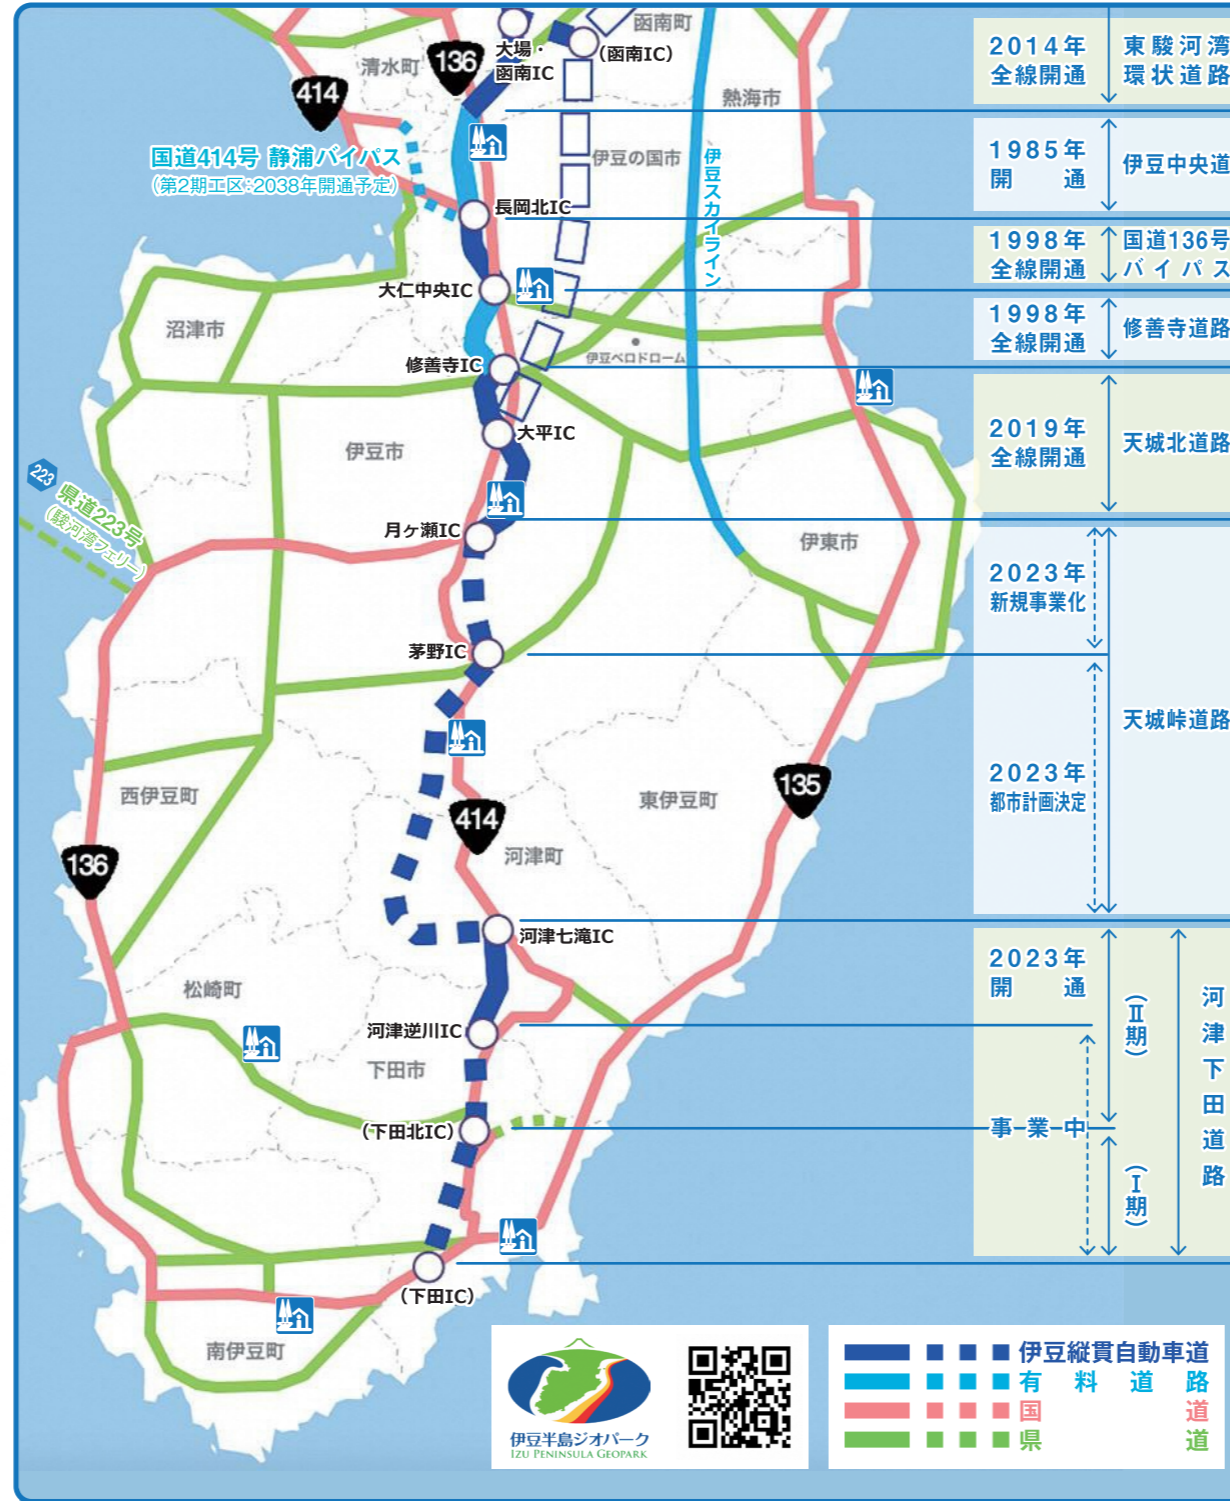 函南町
大場・
函南IC
(函南IC)
清水町
136
414
熱海市
国道414号 静浦バイパス
(第2期工区:2038年開通予定)
伊豆の国市
伊豆スカイライン
長岡北IC
大仁中央IC
沼津市
伊豆ベロドローム
修善寺IC
大平IC
伊豆市
223
県道223号
(駿河湾フェリー)
月ヶ瀬IC
伊東市
茅野IC
西伊豆町
東伊豆町
135
414
136
河津町
河津七滝IC
松崎町
河津逆川IC
下田市
(下田北IC)
(下田IC)
南伊豆町
2014年
全線開通
東駿河湾
環状道路
1985年
開通
伊豆中央道
1998年
全線開通
国道136号
バイパス
1998年
全線開通
修善寺道路
2019年
全線開通
天城北道路
2023年
新規事業化
天城峠道路
2023年
都市計画決定
2023年
開通
(II期)
河津下田道路
事業中
(I期)
伊豆半島ジオパーク
IZU PENINSULA GEOPARK
伊豆縦貫自動車道
有料道路
国道
県道